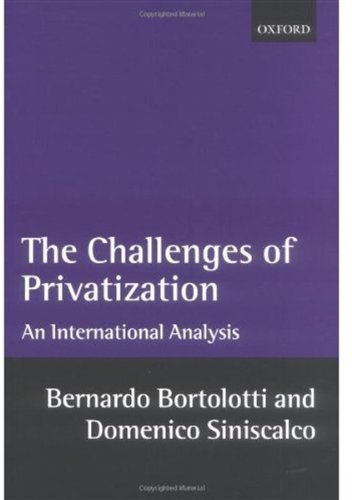 OXFORD
The Challenges of
Privatization
An International Analysis
Bernardo Bortolotti and
Domenico Siniscalco